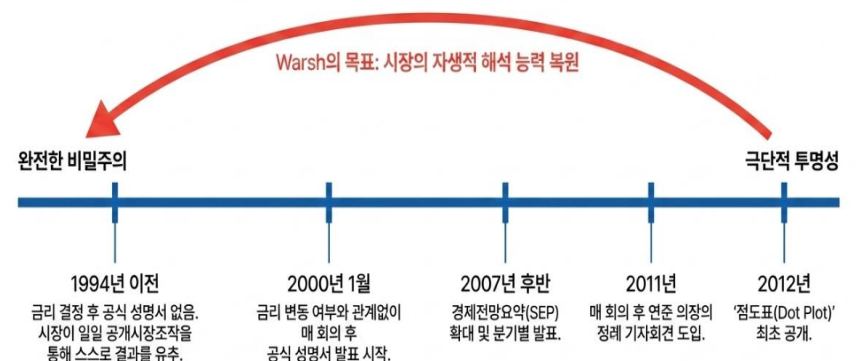 Warsh의 목표: 시장의 자생적 해석 능력 복원
완전한 비밀주의
극단적 투명성
1994년 이전
금리 결정 후 공식 성명서 없음.
시장이 일일 공개시장조작을
통해 스스로 결과를 유추.
2000년 1월
금리 변동 여부와 관계없이
매 회의 후
공식 성명서 발표 시작.
2007년 후반
경제전망요약(SEP)
확대 및 분기별 발표.
2011년
매 회의 후 연준 의장의
정례 기자회견 도입.
2012년
‘점도표(Dot Plot)’
최초 공개.